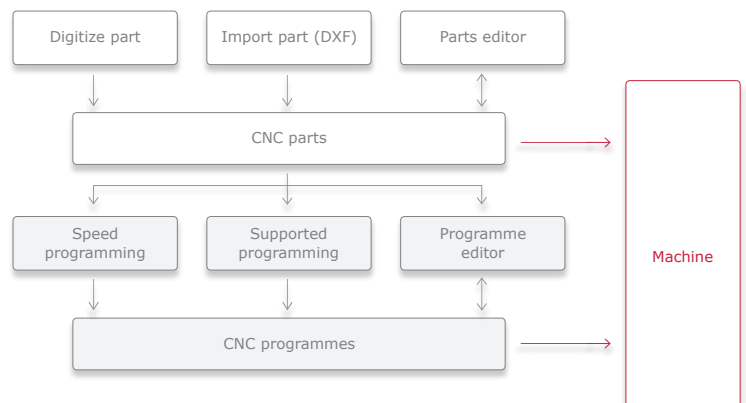 Digitize part
Import part (DXF)
Parts editor
CNC parts
Speed
programming
Supported
programming
Programme
editor
Machine
CNC programmes